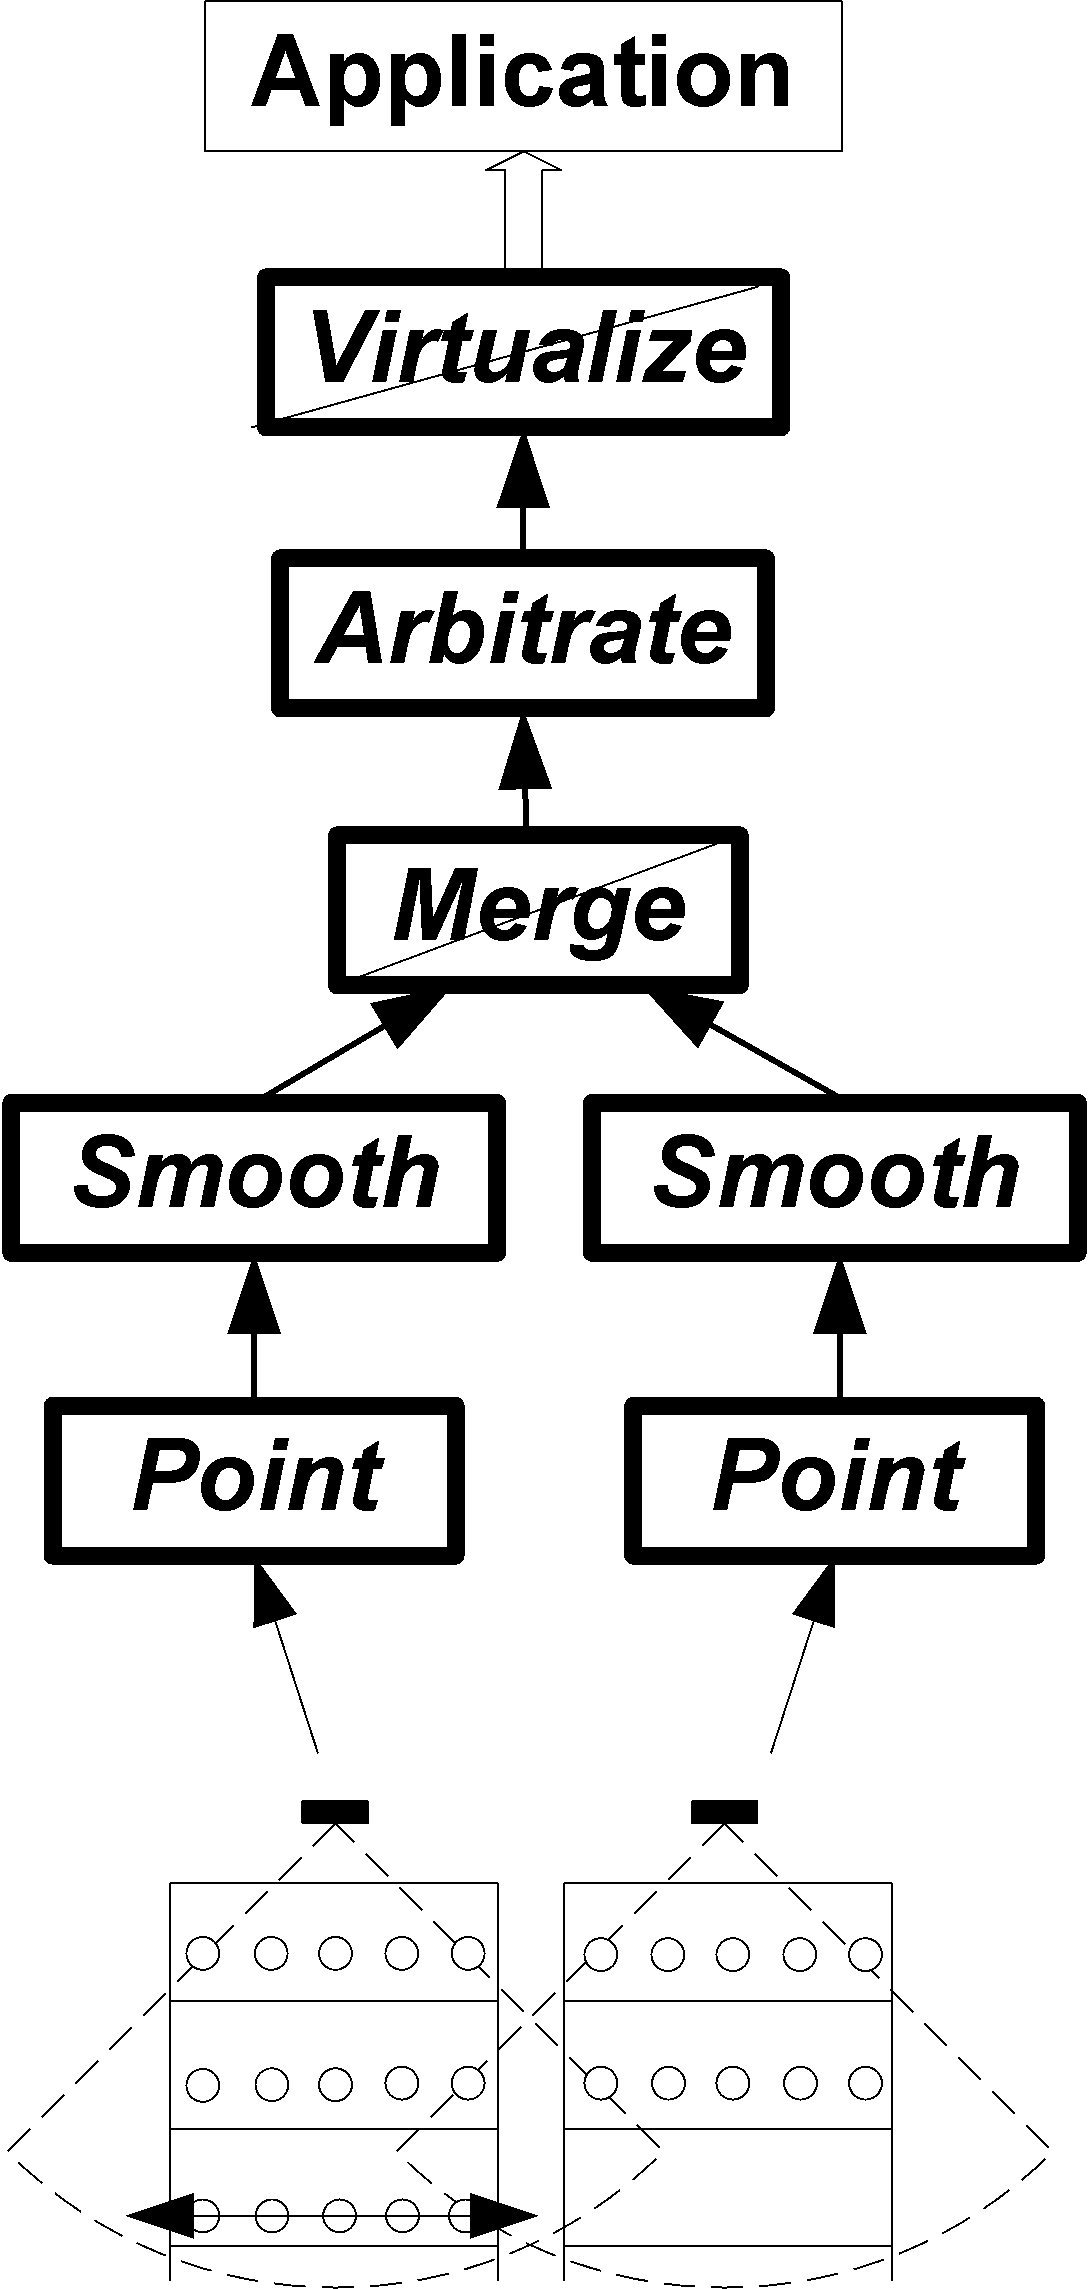 Application
Virtualize
Arbitrate
Merge
Smooth
Smooth
Point
Point